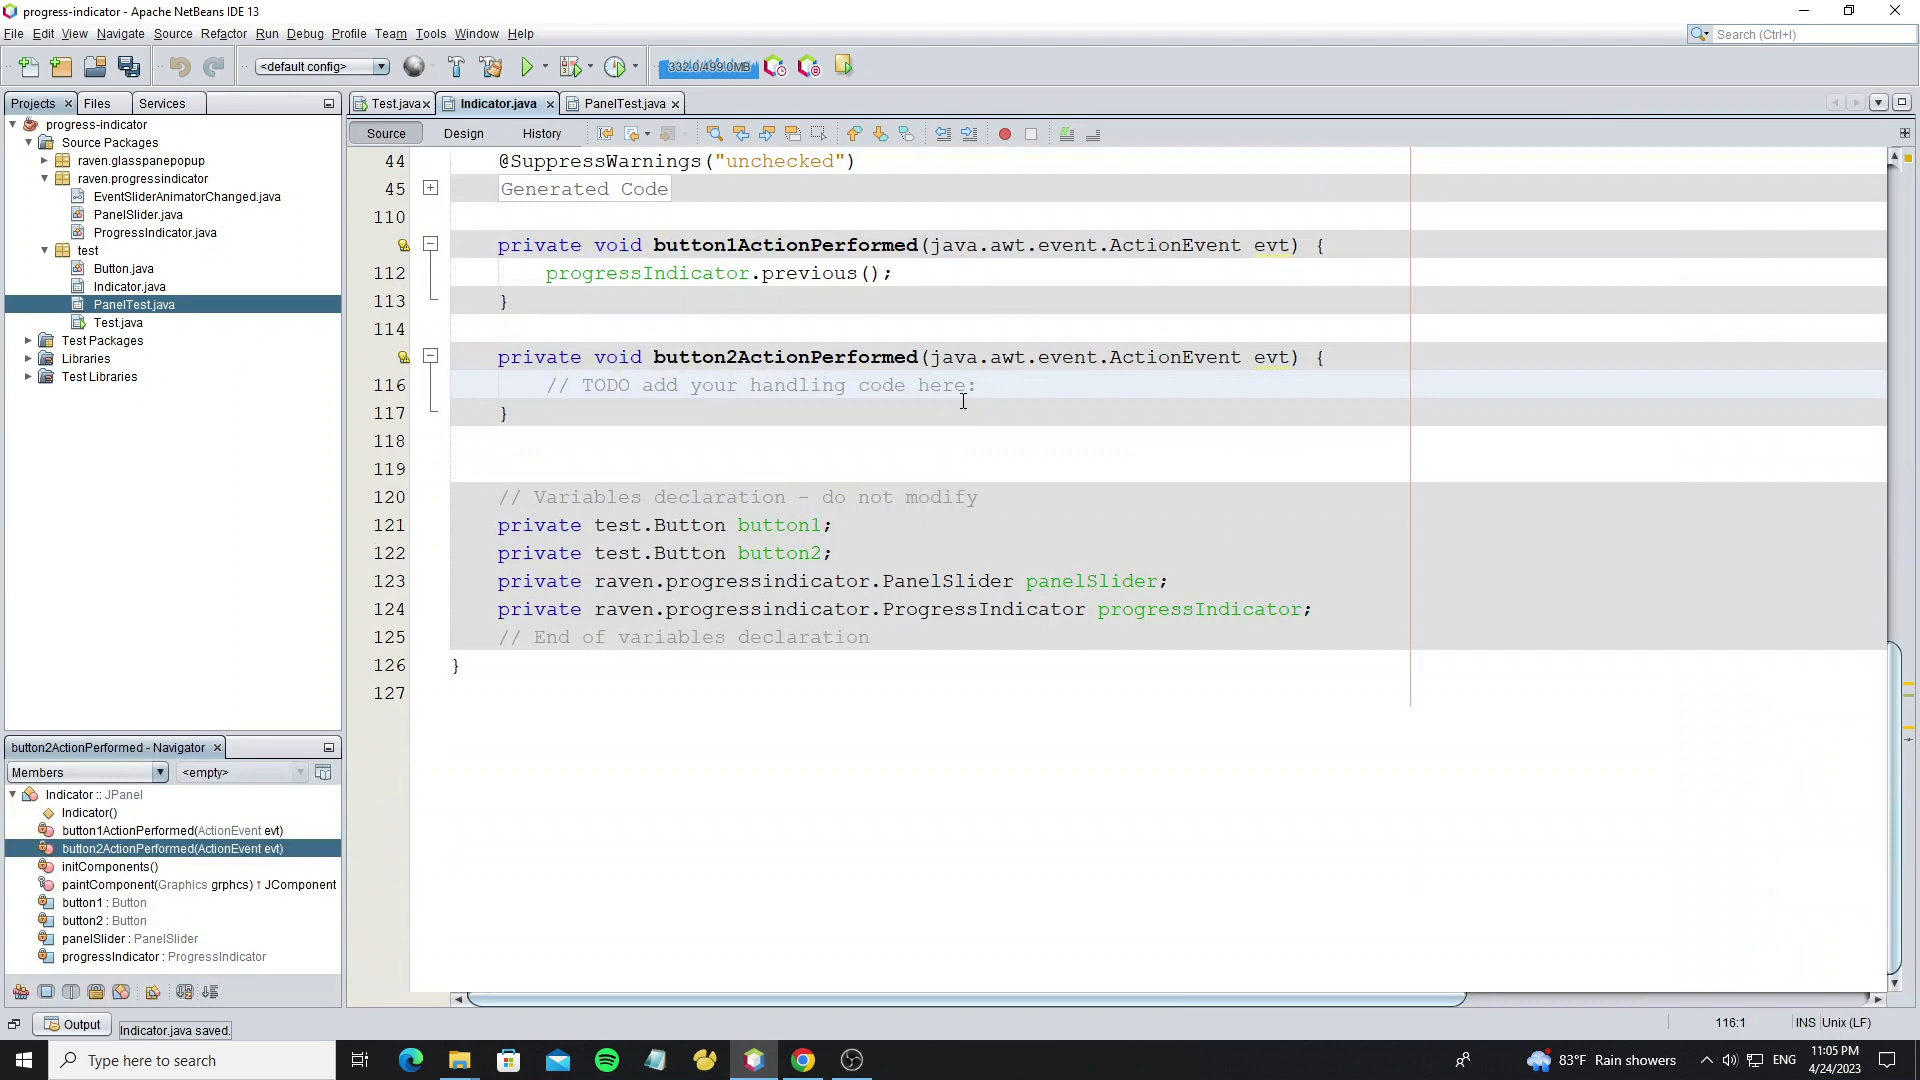 progress-indicator - Apache NetBeans IDE 13
File Edit View Navigate Source Refactor Run Debug Profile Team Tools Window Help
Search (Ctrl+I)
<default config>
332.0/499.0MB
Projects Files Services
Test.java Indicator.java PanelTest.java
Source Design History
progress-indicator
Source Packages
raven.glasspanepopup
raven.progressindicator
EventSliderAnimatorChanged.java
PanelSlider.java
ProgressIndicator.java
test
Button.java
Indicator.java
PanelTest.java
Test.java
Test Packages
Libraries
Test Libraries
44 @SuppressWarnings("unchecked")
45 Generated Code
110
private void button1ActionPerformed(java.awt.event.ActionEvent evt) {
112 progressIndicator.previous();
113 }
114
private void button2ActionPerformed(java.awt.event.ActionEvent evt) {
116 // TODO add your handling code here:
117 }
118
119
120 // Variables declaration - do not modify
121 private test.Button button1;
122 private test.Button button2;
123 private raven.progressindicator.PanelSlider panelSlider;
124 private raven.progressindicator.ProgressIndicator progressIndicator;
125 // End of variables declaration
126 }
127
button2ActionPerformed - Navigator
Members <empty>
Indicator :: JPanel
Indicator()
button1ActionPerformed(ActionEvent evt)
button2ActionPerformed(ActionEvent evt)
initComponents()
paintComponent(Graphics grphcs) ↑ JComponent
button1 : Button
button2 : Button
panelSlider : PanelSlider
progressIndicator : ProgressIndicator
Output
Indicator.java saved.
116:1 INS Unix (LF)
Type here to search
83°F Rain showers
ENG
11:05 PM
4/24/2023